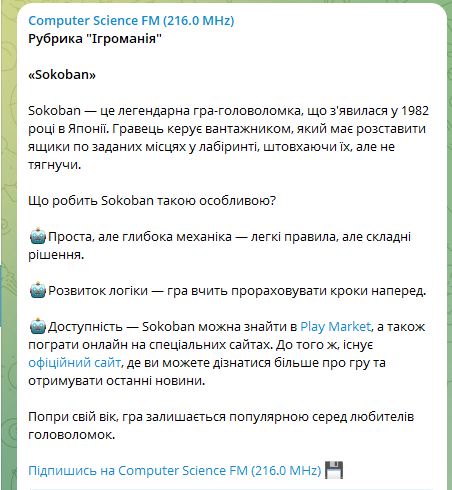 Computer Science FM (216.0 MHz)
Рубрика "Ігроманія"
«Sokoban»
Sokoban — це легендарна гра-головоломка, що з'явилася у 1982
році в Японії. Гравець керує вантажником, який має розставити
ящики по заданих місцях у лабіринті, штовхаючи їх, але не
тягнучи.
Що робить Sokoban такою особливою?
🤖Проста, але глибока механіка — легкі правила, але складні
рішення.
🤖Розвиток логіки — гра вчить прораховувати кроки наперед.
🤖Доступність — Sokoban можна знайти в Play Market, а також
пограти онлайн на спеціальних сайтах. До того ж, існує
офіційний сайт, де ви можете дізнатися більше про гру та
отримувати останні новини.
Попри свій вік, гра залишається популярною серед любителів
головоломок.
Підпишись на Computer Science FM (216.0 MHz) 💾